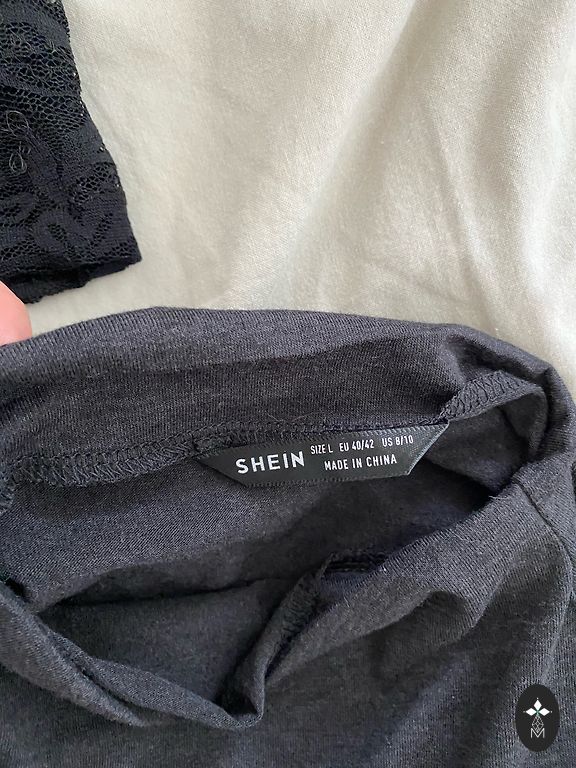 SHEIN
SIZE L EU 40/42 US 8/10
MADE IN CHINA
M